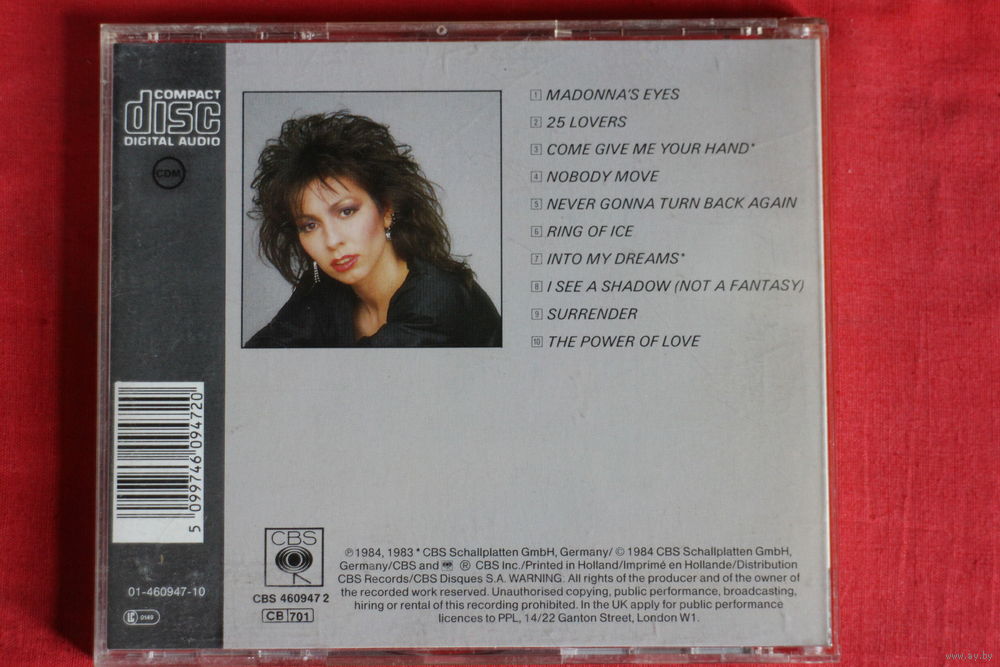 COMPACT
disc
DIGITAL AUDIO
CDM
1 MADONNA'S EYES
2 25 LOVERS
3 COME GIVE ME YOUR HAND*
4 NOBODY MOVE
5 NEVER GONNA TURN BACK AGAIN
6 RING OF ICE
7 INTO MY DREAMS*
8 I SEE A SHADOW (NOT A FANTASY)
9 SURRENDER
10 THE POWER OF LOVE
5 099746 094720
01-460947-10
LC 0149
CBS
CBS 460947 2
CB 701
℗ 1984, 1983 * CBS Schallplatten GmbH, Germany/ © 1984 CBS Schallplatten GmbH,
Germany/CBS and ® CBS Inc./Printed in Holland/Imprimé en Hollande/Distribution
CBS Records/CBS Disques S.A. WARNING. All rights of the producer and of the owner of
the recorded work reserved. Unauthorised copying, public performance, broadcasting,
hiring or rental of this recording prohibited. In the UK apply for public performance
licences to PPL, 14/22 Ganton Street, London W1.
www.ay.by